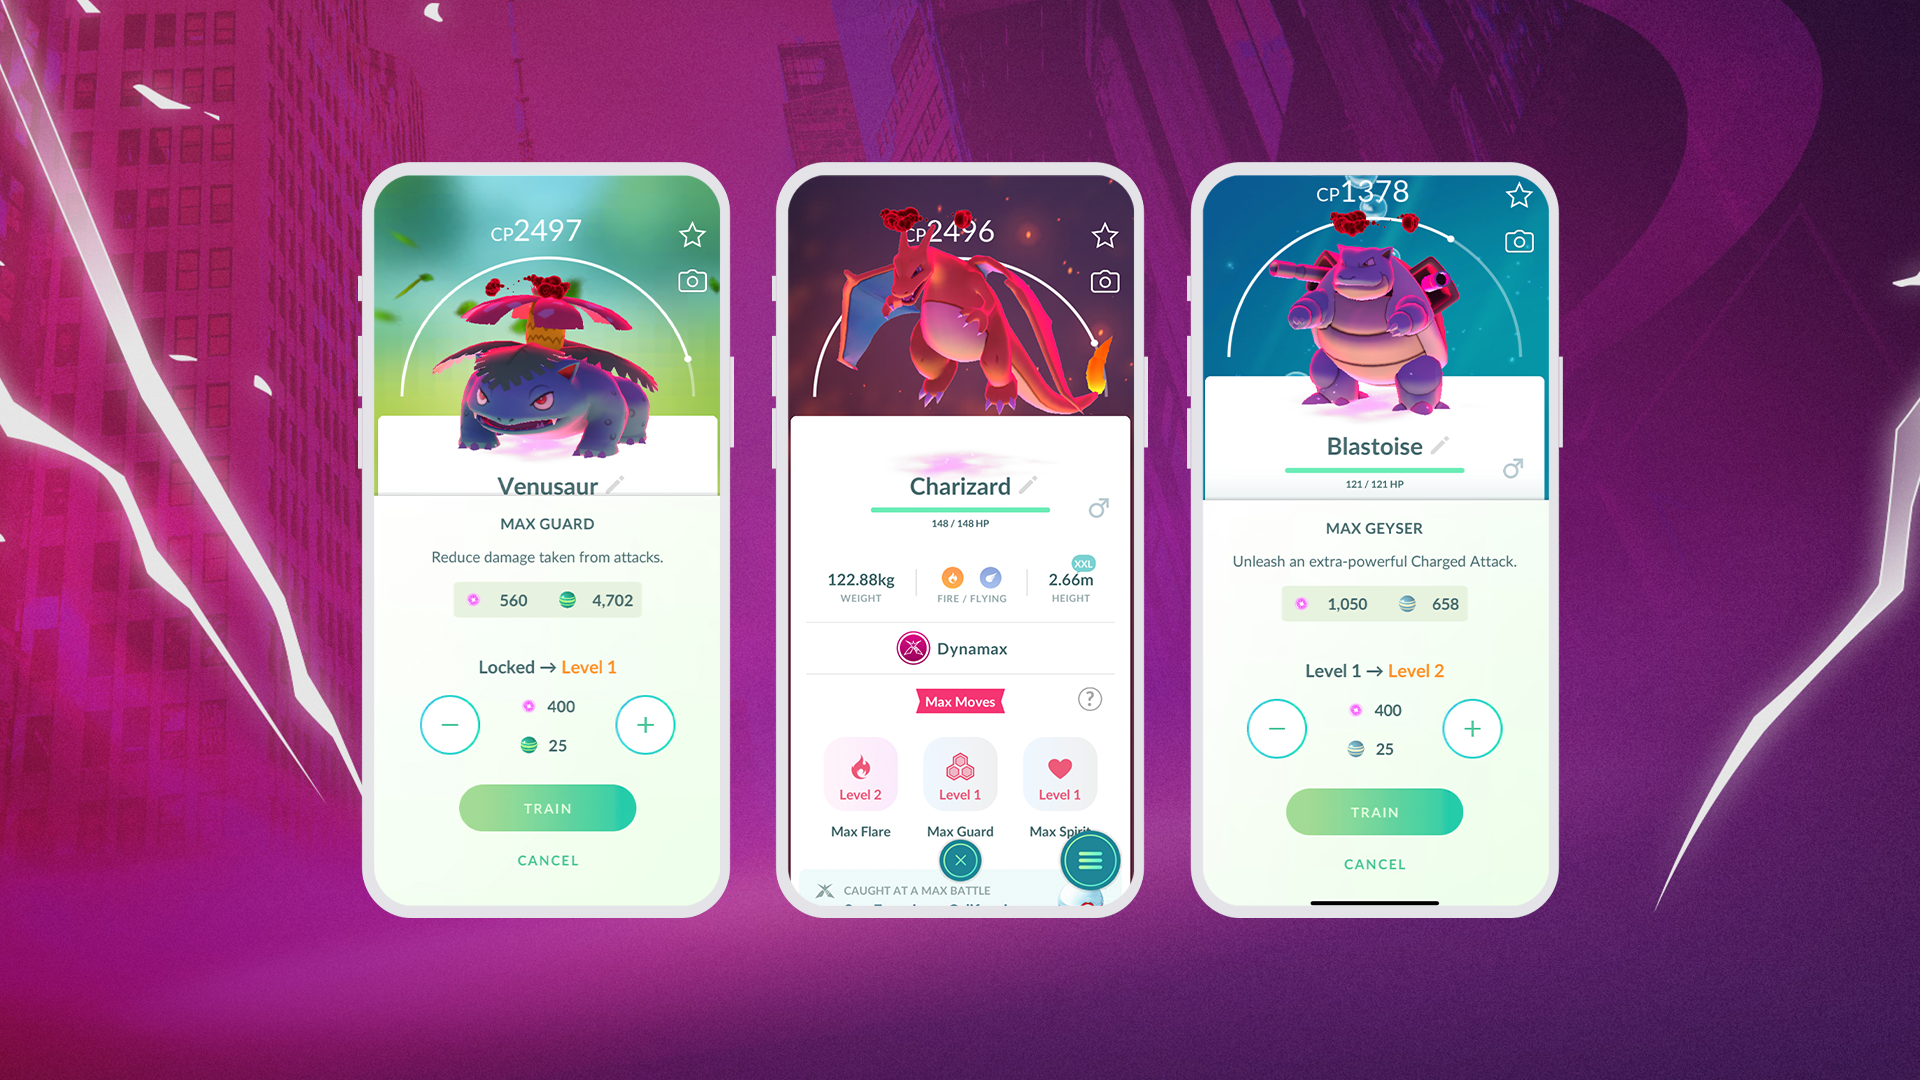 CP2497
Venusaur
MAX GUARD
Reduce damage taken from attacks.
560 4,702
Locked → Level 1
400
25
TRAIN
CANCEL
CP2496
Charizard
148 / 148 HP
XXL
122.88kg 2.66m
WEIGHT FIRE / FLYING HEIGHT
Dynamax
Max Moves ?
Level 2 Level 1 Level 1
Max Flare Max Guard Max Spirit
CAUGHT AT A MAX BATTLE
CP1378
Blastoise
121 / 121 HP
MAX GEYSER
Unleash an extra-powerful Charged Attack.
1,050 658
Level 1 → Level 2
400
25
TRAIN
CANCEL